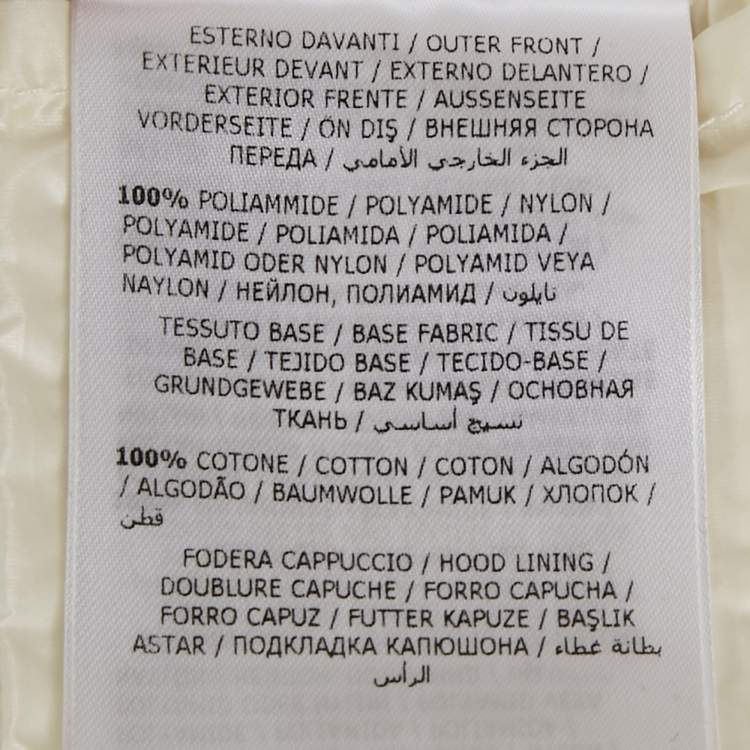 ESTERNO DAVANTI / OUTER FRONT /
EXTERIEUR DEVANT / EXTERNO DELANTERO /
EXTERIOR FRENTE / AUSSENSEITE
VORDERSEITE / ÖN DIŞ / ВНЕШНЯЯ СТОРОНА
ПЕРЕДА / الجزء الخارجي الأمامي
100% POLIAMMIDE / POLYAMIDE / NYLON /
POLYAMIDE / POLIAMIDA / POLIAMIDA /
POLYAMID ODER NYLON / POLYAMID VEYA
NAYLON / НЕЙЛОН, ПОЛИАМИД / نايلون
TESSUTO BASE / BASE FABRIC / TISSU DE
BASE / TEJIDO BASE / TECIDO-BASE /
GRUNDGEWEBE / BAZ KUMAŞ / ОСНОВНАЯ
ТКАНЬ / نسيج أساسي
100% COTONE / COTTON / COTON / ALGODÓN
/ ALGODÃO / BAUMWOLLE / PAMUK / ХЛОПОК /
قطن
FODERA CAPPUCCIO / HOOD LINING /
DOUBLURE CAPUCHE / FORRO CAPUCHA /
FORRO CAPUZ / FUTTER KAPUZE / BAŞLIK
ASTAR / ПОДКЛАДКА КАПЮШОНА / بطانة غطاء
الرأس